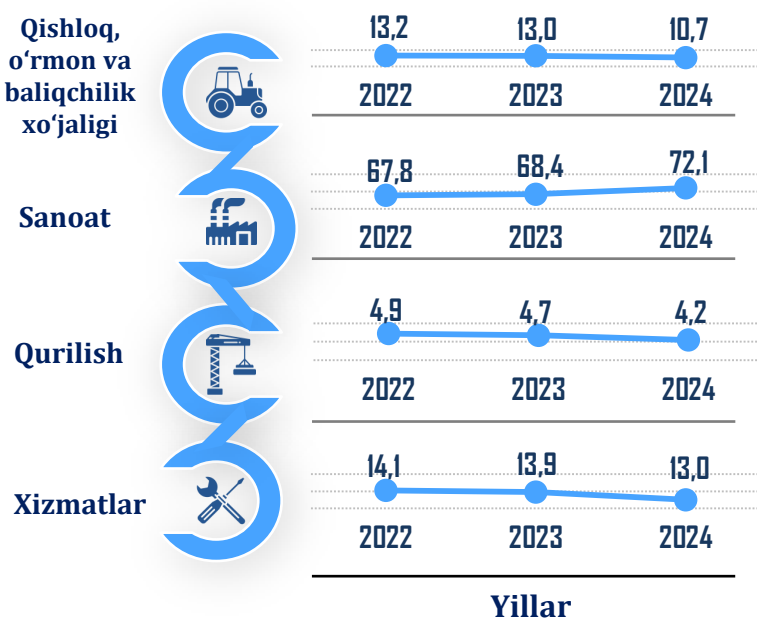 Qishloq,
o‘rmon va
baliqchilik
xo‘jaligi
13,2 13,0 10,7
2022 2023 2024
Sanoat
67,8 68,4 72,1
2022 2023 2024
Qurilish
4,9 4,7 4,2
2022 2023 2024
Xizmatlar
14,1 13,9 13,0
2022 2023 2024
Yillar